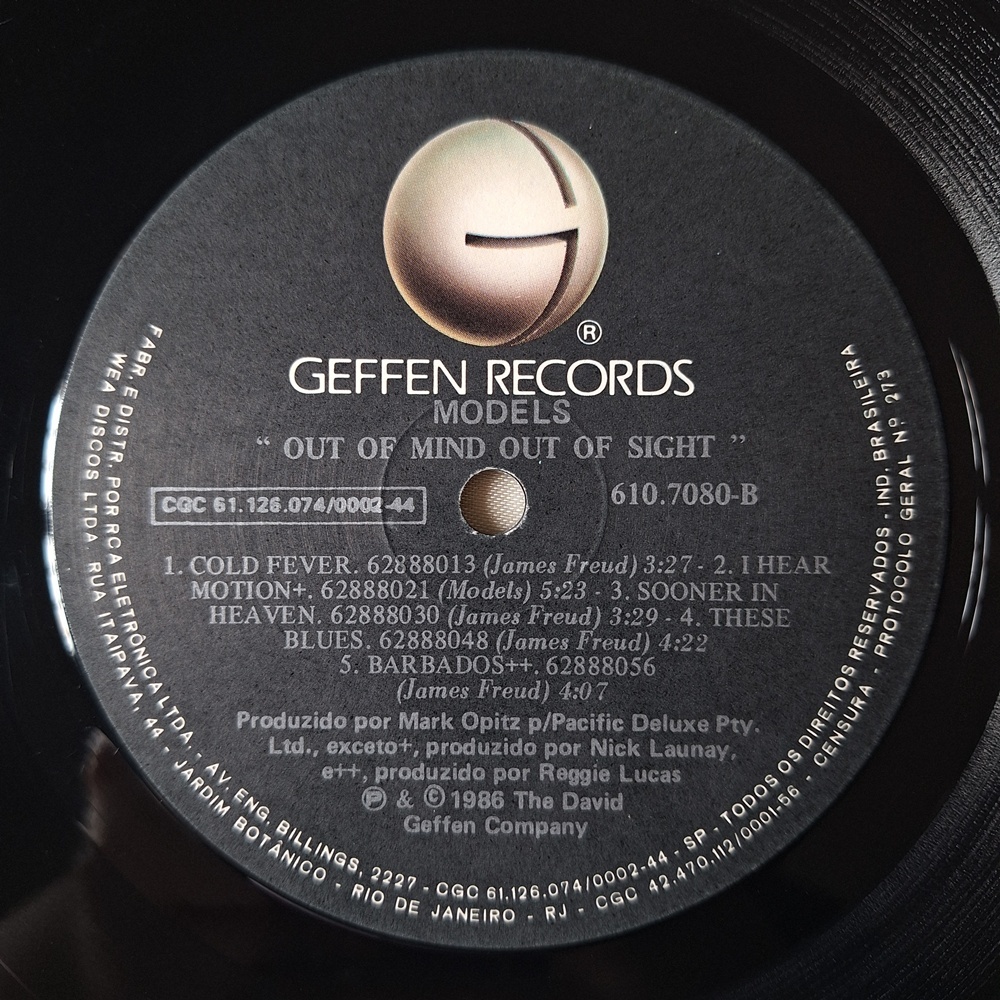 ®
GEFFEN RECORDS
MODELS
“ OUT OF MIND OUT OF SIGHT ”
CGC 61.126.074/0002-44
610.7080-B
1. COLD FEVER. 62888013 (James Freud) 3:27 - 2. I HEAR
MOTION+. 62888021 (Models) 5:23 - 3. SOONER IN
HEAVEN. 62888030 (James Freud) 3:29 - 4. THESE
BLUES. 62888048 (James Freud) 4:22
5. BARBADOS++. 62888056
(James Freud) 4:07
Produzido por Mark Opitz p/Pacific Deluxe Pty.
Ltd., exceto+, produzido por Nick Launay,
e++, produzido por Reggie Lucas
℗ & © 1986 The David
Geffen Company
FABR. E DISTR. POR RCA ELETRÔNICA LTDA. - AV. ENG. BILLINGS, 2227 - CGC 61.126.074/0002-44 - SP - TODOS OS DIREITOS RESERVADOS - IND. BRASILEIRA
WEA DISCOS LTDA. RUA ITAIPAVA, 44 - JARDIM BOTÂNICO - RIO DE JANEIRO - RJ - CGC 42.470.112/0001-56 - CENSURA - PROTOCOLO GERAL Nº 273